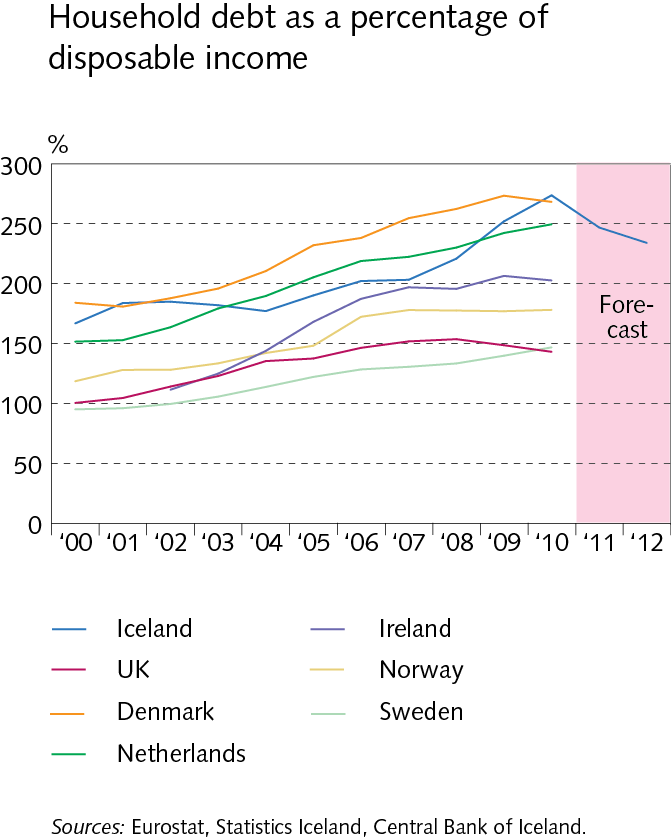 Household debt as a percentage of
disposable income
%
300
250
200
150
100
50
0
Fore-
cast
‘00 ‘01 ‘02 ‘03 ‘04 ‘05 ‘06 ‘07 ‘08 ‘09 ‘10 ‘11 ‘12
Iceland Ireland
UK Norway
Denmark Sweden
Netherlands
Sources: Eurostat, Statistics Iceland, Central Bank of Iceland.